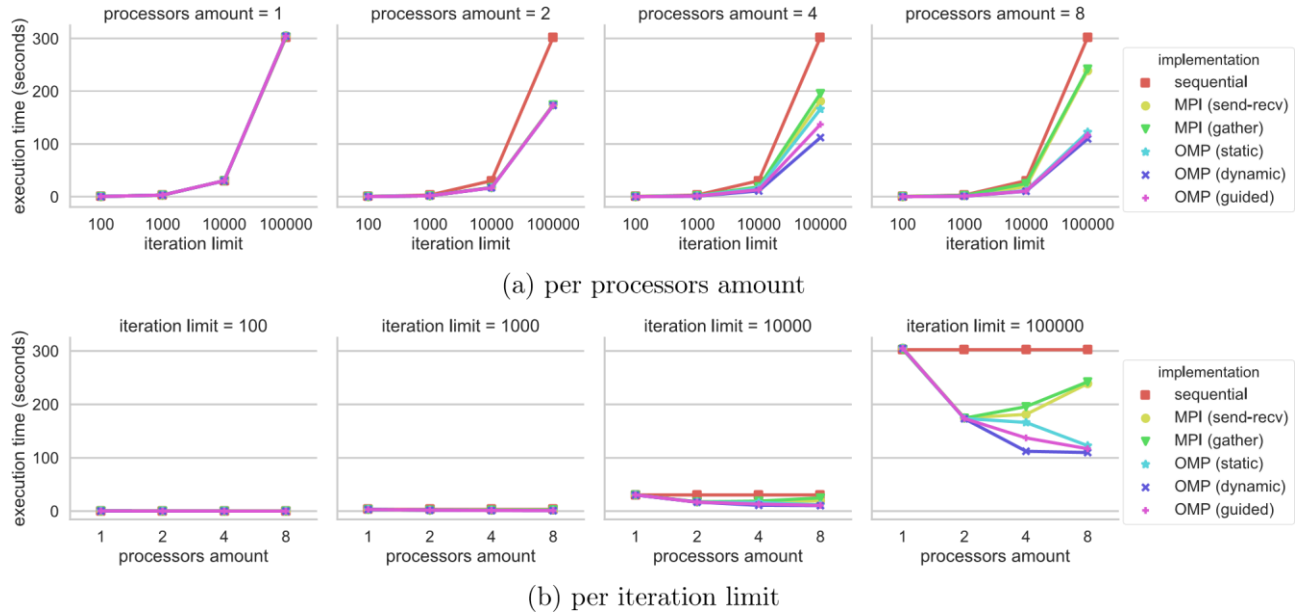 processors amount = 1 processors amount = 2 processors amount = 4 processors amount = 8
execution time (seconds)
300
200
100
0
100 1000 10000 100000 100 1000 10000 100000 100 1000 10000 100000 100 1000 10000 100000
iteration limit iteration limit iteration limit iteration limit
implementation
sequential
MPI (send-recv)
MPI (gather)
OMP (static)
OMP (dynamic)
OMP (guided)
(a) per processors amount
iteration limit = 100 iteration limit = 1000 iteration limit = 10000 iteration limit = 100000
execution time (seconds)
300
200
100
0
1 2 4 8 1 2 4 8 1 2 4 8 1 2 4 8
processors amount processors amount processors amount processors amount
implementation
sequential
MPI (send-recv)
MPI (gather)
OMP (static)
OMP (dynamic)
OMP (guided)
(b) per iteration limit